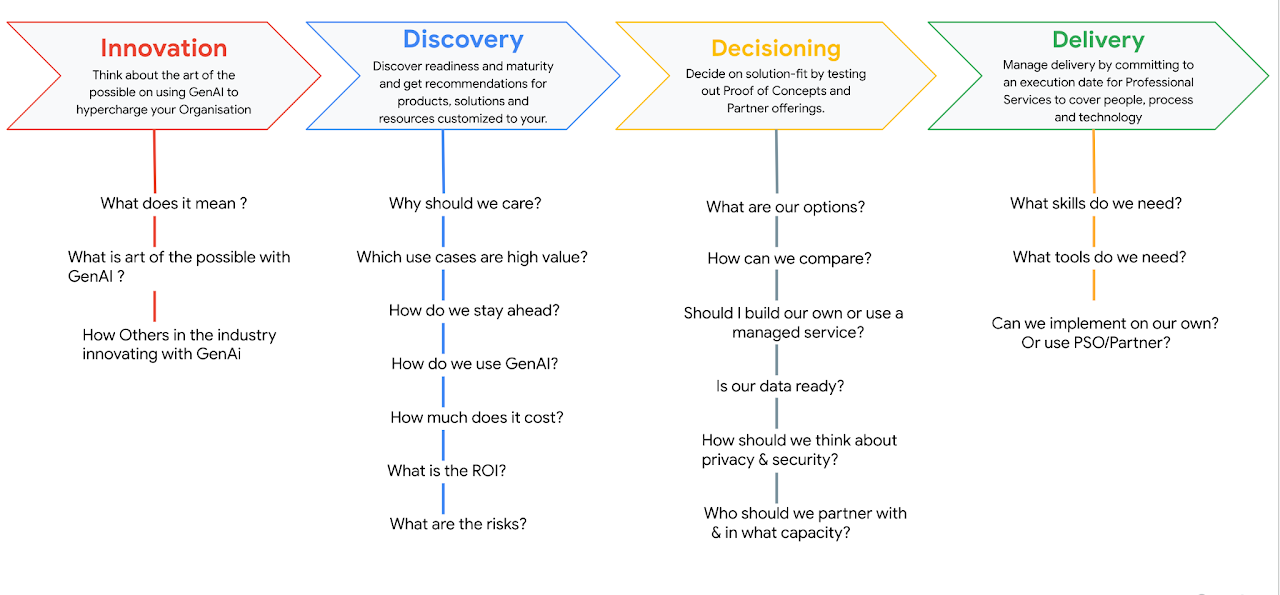 Innovation
Think about the art of the
possible on using GenAI to
hypercharge your Organisation
What does it mean ?
What is art of the possible with
GenAI ?
How Others in the industry
innovating with GenAi
Discovery
Discover readiness and maturity
and get recommendations for
products, solutions and
resources customized to your.
Why should we care?
Which use cases are high value?
How do we stay ahead?
How do we use GenAI?
How much does it cost?
What is the ROI?
What are the risks?
Decisioning
Decide on solution-fit by testing
out Proof of Concepts and
Partner offerings.
What are our options?
How can we compare?
Should I build our own or use a
managed service?
Is our data ready?
How should we think about
privacy & security?
Who should we partner with
& in what capacity?
Delivery
Manage delivery by committing to
an execution date for Professional
Services to cover people, process
and technology
What skills do we need?
What tools do we need?
Can we implement on our own?
Or use PSO/Partner?